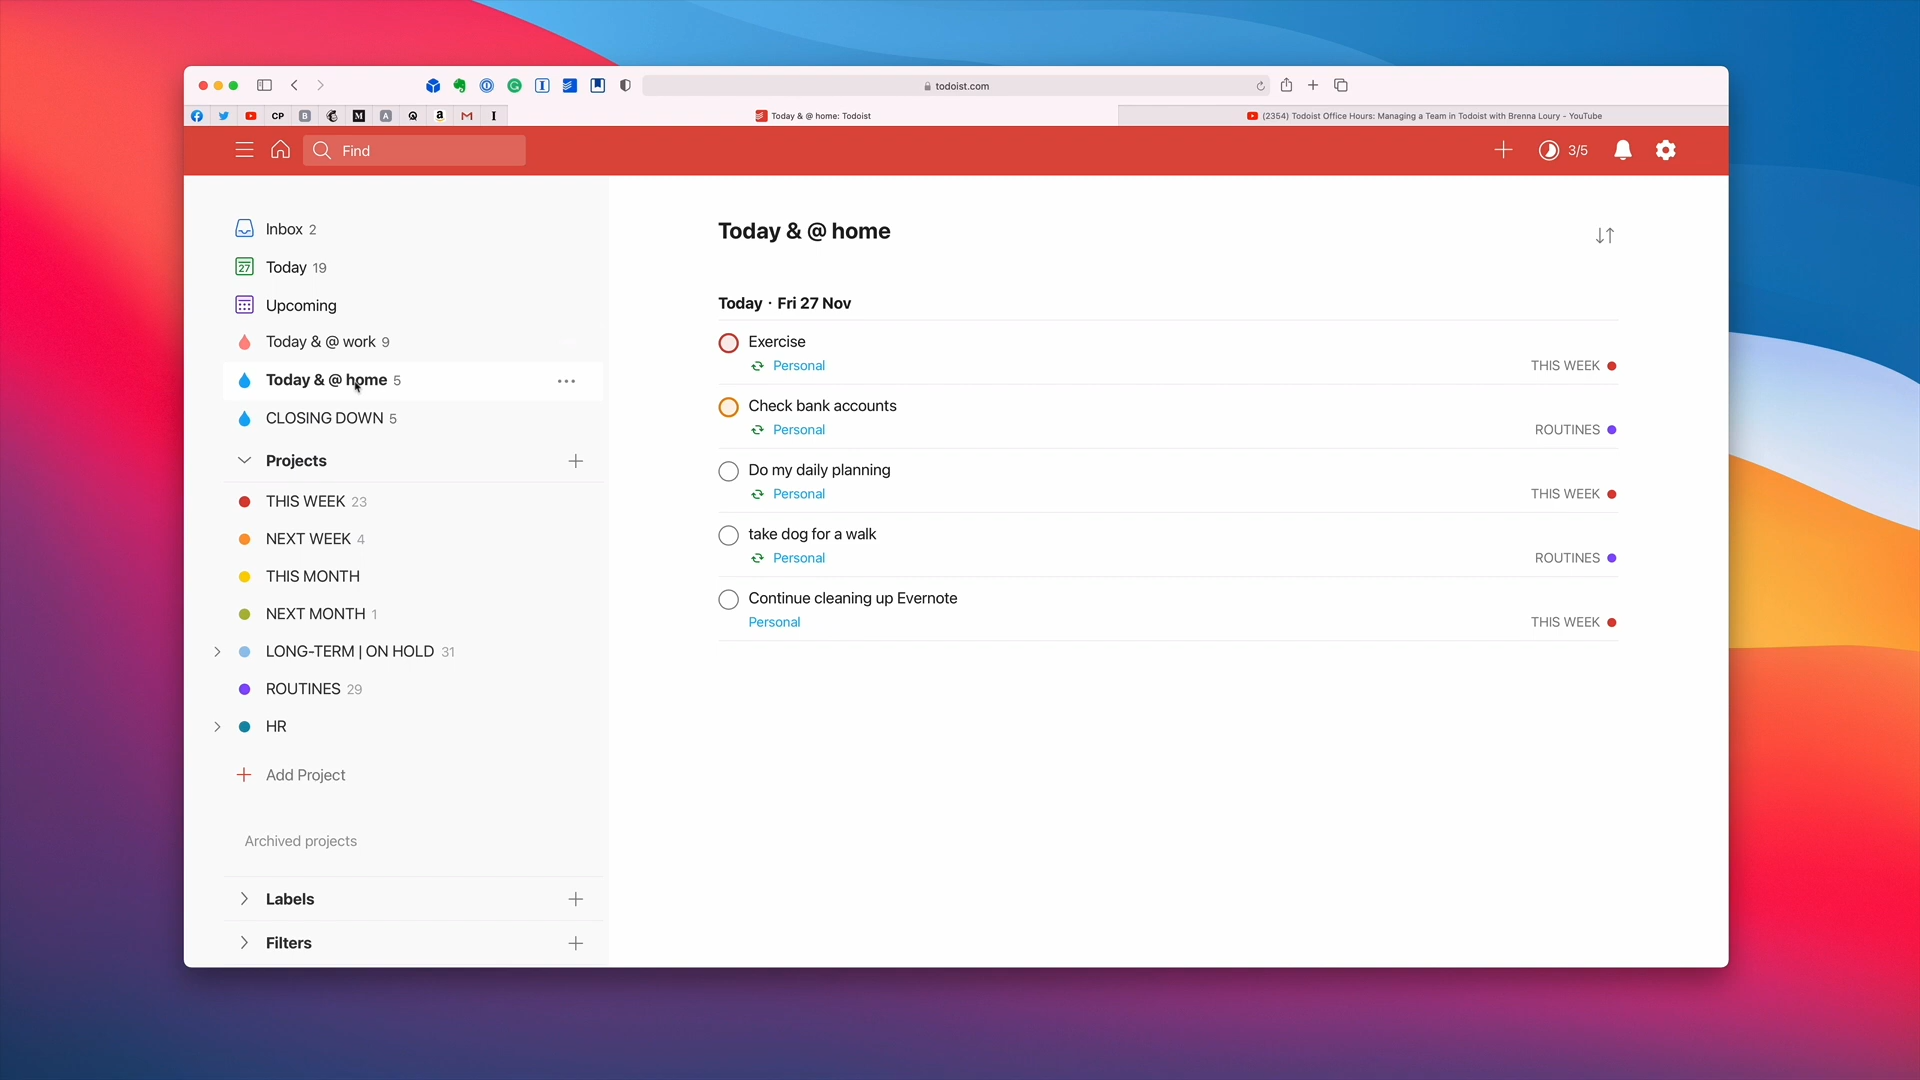 todoist.com
CP
B
M
A
a
I
Today & @ home: Todoist
(2354) Todoist Office Hours: Managing a Team in Todoist with Brenna Loury - YouTube
Find
3/5
Inbox 2
27
Today 19
Upcoming
Today & @ work 9
Today & @ home 5
CLOSING DOWN 5
Projects
THIS WEEK 23
NEXT WEEK 4
THIS MONTH
NEXT MONTH 1
LONG-TERM | ON HOLD 31
ROUTINES 29
HR
Add Project
Archived projects
Labels
Filters
Today & @ home
Today · Fri 27 Nov
Exercise
Personal
THIS WEEK
Check bank accounts
Personal
ROUTINES
Do my daily planning
Personal
THIS WEEK
take dog for a walk
Personal
ROUTINES
Continue cleaning up Evernote
Personal
THIS WEEK